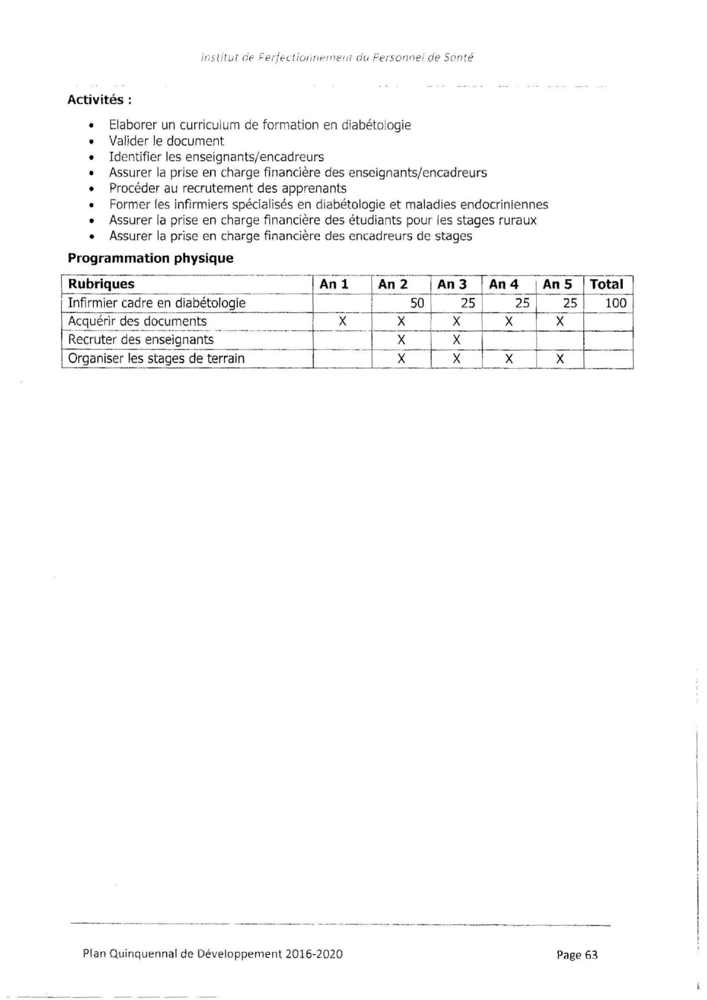 Institut de Perfectionnement du Personnel de Santé
Activités :
• Elaborer un curriculum de formation en diabétologie
• Valider le document
• Identifier les enseignants/encadreurs
• Assurer la prise en charge financière des enseignants/encadreurs
• Procéder au recrutement des apprenants
• Former les infirmiers spécialisés en diabétologie et maladies endocriniennes
• Assurer la prise en charge financière des étudiants pour les stages ruraux
• Assurer la prise en charge financière des encadreurs de stages
Programmation physique
Rubriques An 1 An 2 An 3 An 4 An 5 Total
Infirmier cadre en diabétologie 50 25 25 25 100
Acquérir des documents X X X X X
Recruter des enseignants X X
Organiser les stages de terrain X X X X
Plan Quinquennal de Développement 2016-2020 Page 63